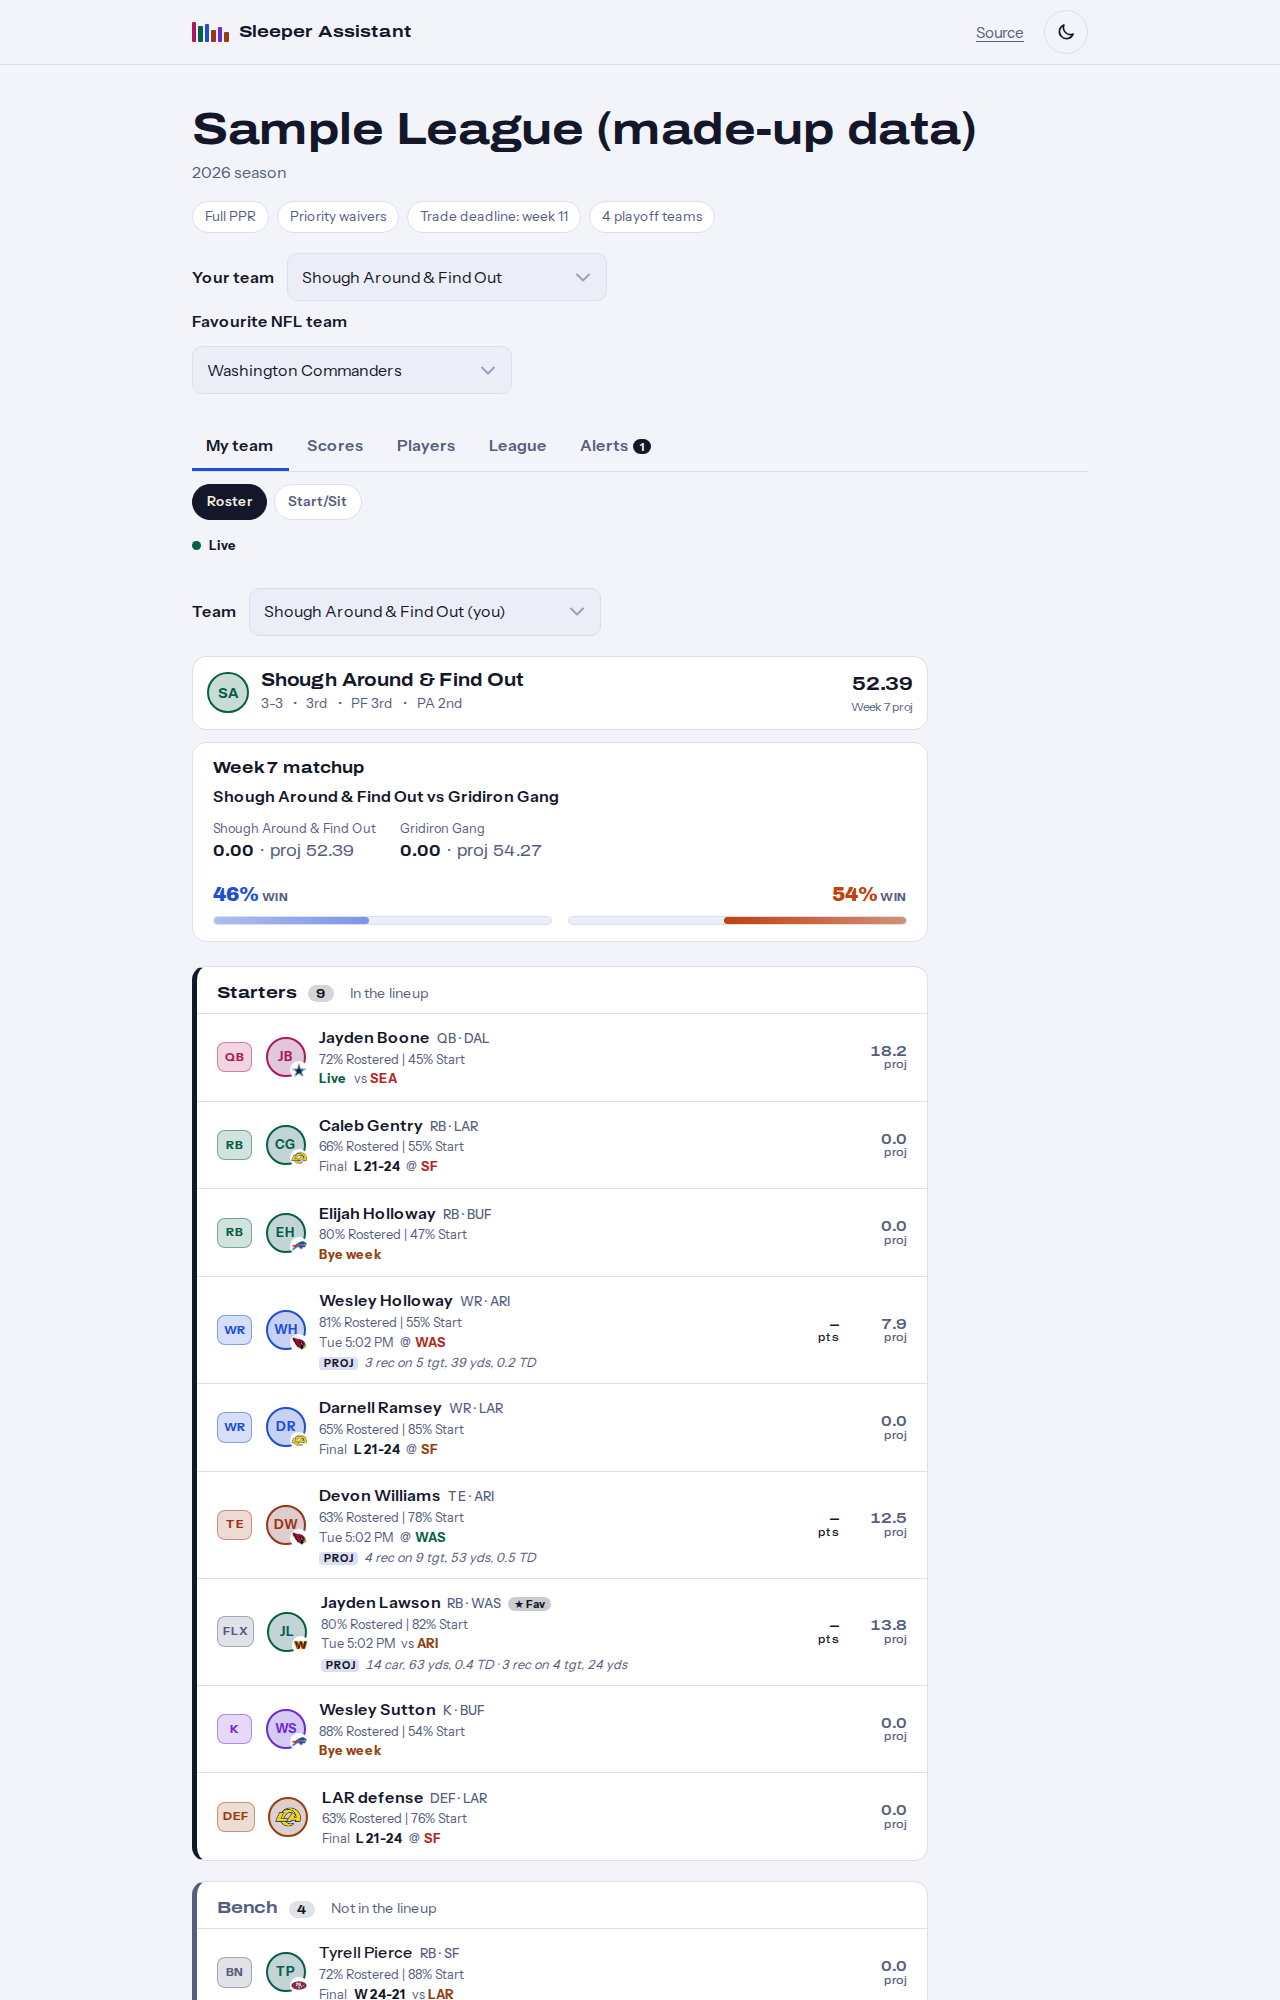 Sleeper Assistant
Source
Sample League (made-up data)
2026 season
Full PPR
Priority waivers
Trade deadline: week 11
4 playoff teams
Your team
Shough Around & Find Out
Favourite NFL team
Washington Commanders
My team
Scores
Players
League
Alerts 1
Roster
Start/Sit
Live
Team
Shough Around & Find Out (you)
SA
Shough Around & Find Out
3-3 · 3rd · PF 3rd · PA 2nd
52.39
Week 7 proj
Week 7 matchup
Shough Around & Find Out vs Gridiron Gang
Shough Around & Find Out
0.00 · proj 52.39
Gridiron Gang
0.00 · proj 54.27
46% WIN
54% WIN
Starters 9 In the lineup
QB
JB
Jayden Boone QB · DAL
72% Rostered | 45% Start
Live vs SEA
18.2
proj
RB
CG
Caleb Gentry RB · LAR
66% Rostered | 55% Start
Final L 21-24 @ SF
0.0
proj
RB
EH
Elijah Holloway RB · BUF
80% Rostered | 47% Start
Bye week
0.0
proj
WR
WH
Wesley Holloway WR · ARI
81% Rostered | 55% Start
Tue 5:02 PM @ WAS
PROJ 3 rec on 5 tgt, 39 yds, 0.2 TD
–
pts
7.9
proj
WR
DR
Darnell Ramsey WR · LAR
65% Rostered | 85% Start
Final L 21-24 @ SF
0.0
proj
TE
DW
Devon Williams TE · ARI
63% Rostered | 78% Start
Tue 5:02 PM @ WAS
PROJ 4 rec on 9 tgt, 53 yds, 0.5 TD
–
pts
12.5
proj
FLX
JL
Jayden Lawson RB · WAS ★ Fav
80% Rostered | 82% Start
Tue 5:02 PM vs ARI
PROJ 14 car, 63 yds, 0.4 TD · 3 rec on 4 tgt, 24 yds
–
pts
13.8
proj
K
WS
Wesley Sutton K · BUF
88% Rostered | 54% Start
Bye week
0.0
proj
DEF
LAR defense DEF · LAR
63% Rostered | 76% Start
Final L 21-24 @ SF
0.0
proj
Bench 4 Not in the lineup
BN
TP
Tyrell Pierce RB · SF
72% Rostered | 88% Start
Final W 24-21 vs LAR
0.0
proj